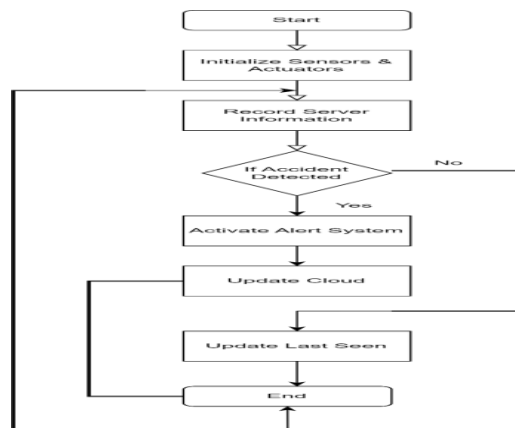 Start
Initialize Sensors &
Actuators
Record Server
Information
If Accident
Detected
No
Yes
Activate Alert System
Update Cloud
Update Last Seen
End